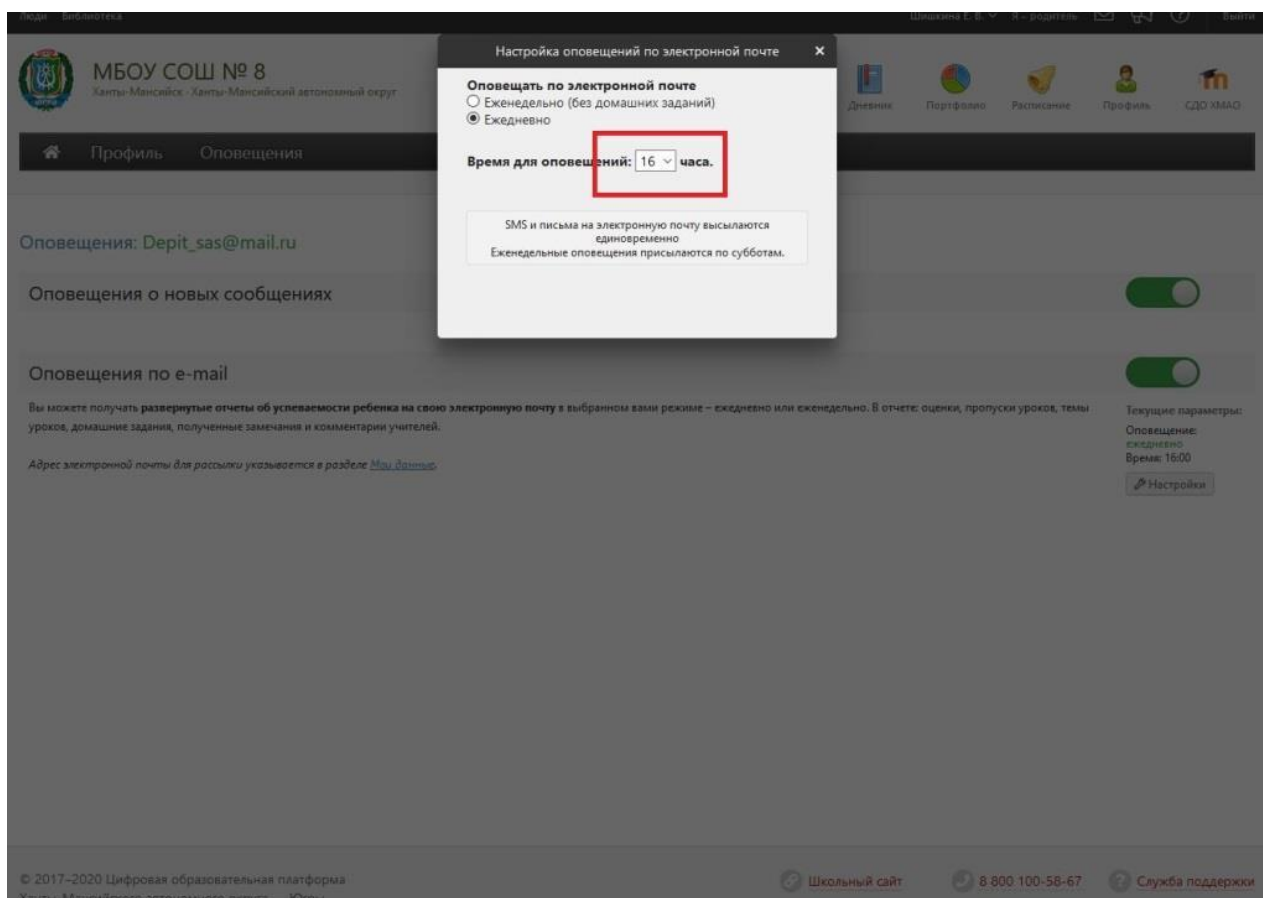 Люди Библиотека
Шишкина Е. В. Я – родитель Выйти
МБОУ СОШ № 8
Ханты-Мансийск · Ханты-Мансийский автономный округ
Дневник Портфолио Расписание Профиль СДО ХМАО
Профиль Оповещения
Настройка оповещений по электронной почте ×
Оповещать по электронной почте
Еженедельно (без домашних заданий)
Ежедневно
Время для оповещений: 16 часа.
SMS и письма на электронную почту высылаются
единовременно
Еженедельные оповещения присылаются по субботам.
Оповещения: Depit_sas@mail.ru
Оповещения о новых сообщениях
Оповещения по e-mail
Вы можете получать развернутые отчеты об успеваемости ребенка на свою электронную почту в выбранном вами режиме – ежедневно или еженедельно. В отчете: оценки, пропуски уроков, темы
уроков, домашние задания, полученные замечания и комментарии учителей.
Адрес электронной почты для рассылки указывается в разделе Мои данные.
Текущие параметры:
Оповещение:
ежедневно
Время: 16:00
Настройки
© 2017–2020 Цифровая образовательная платформа
Ханты-Мансийского автономного округа — Югры
Школьный сайт
8 800 100-58-67
Служба поддержки